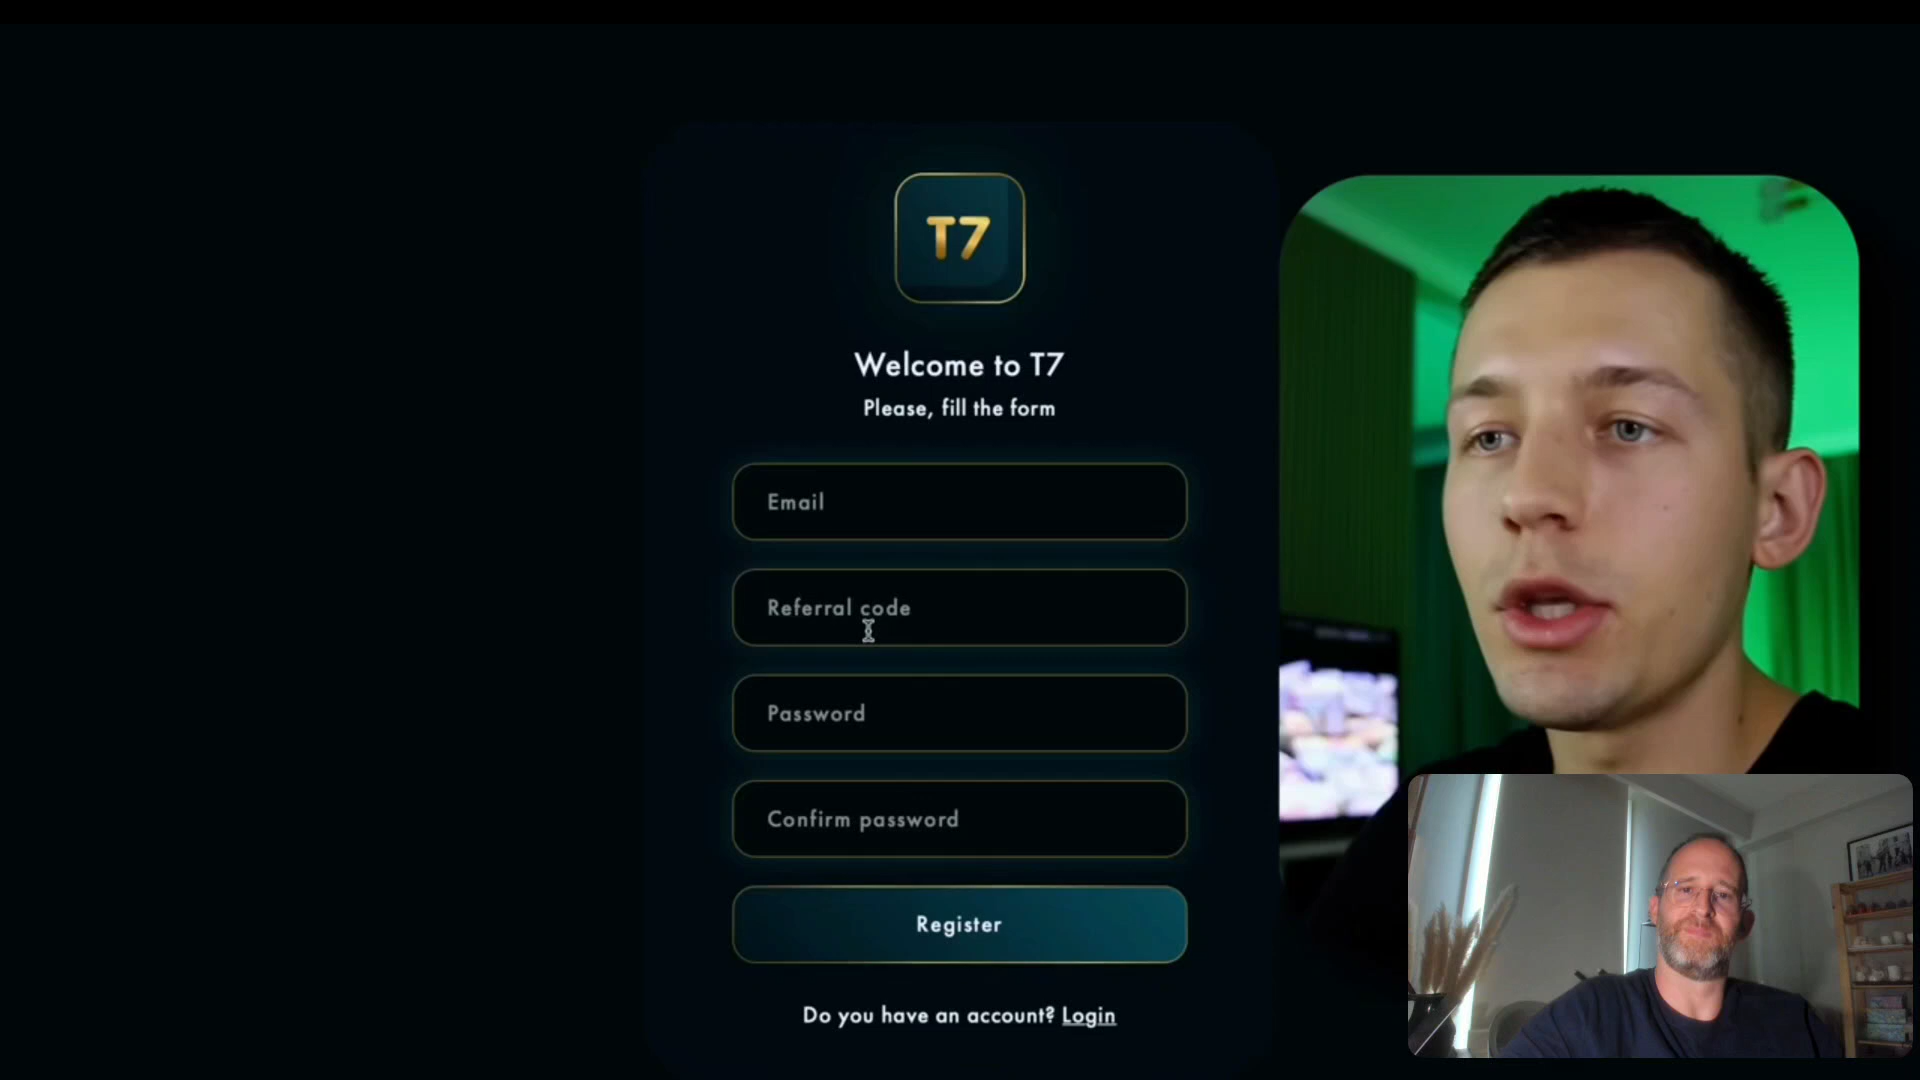 T7
Welcome to T7
Please, fill the form
Email
Referral code
Password
Confirm password
Register
Do you have an account? Login